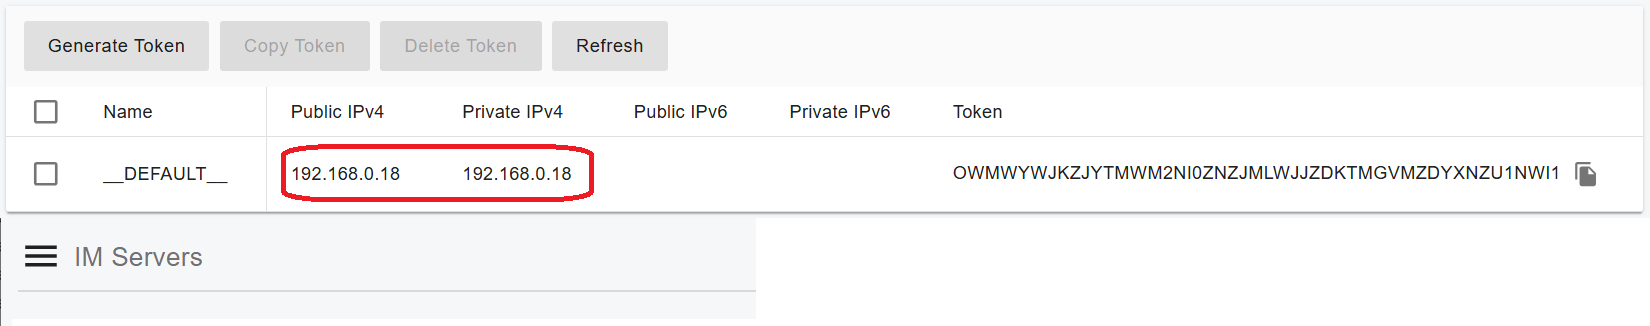 Generate Token Copy Token Delete Token Refresh
Name Public IPv4 Private IPv4 Public IPv6 Private IPv6 Token
__DEFAULT__ 192.168.0.18 192.168.0.18 OWMWYWJKZJYTMWM2NI0ZNZJMLWJJZDKTMGVMZDYXNZU1NWI1
IM Servers